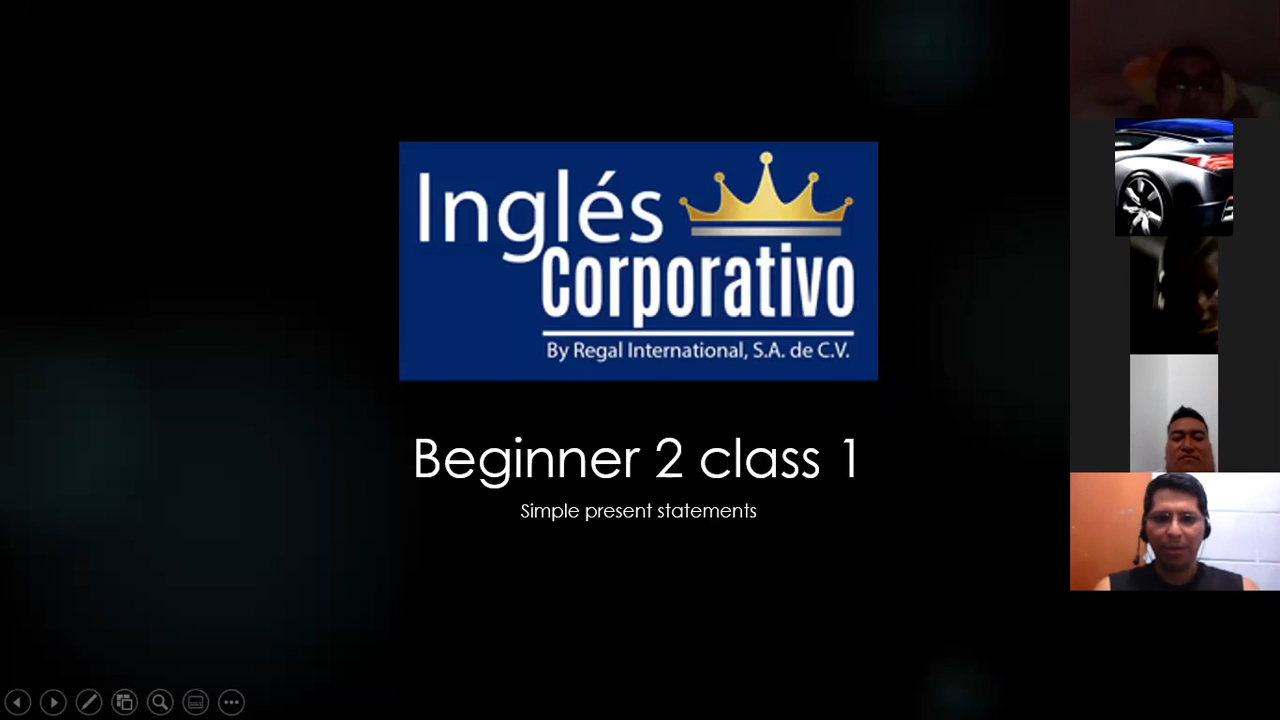 Inglés
Corporativo
By Regal International, S.A. de C.V.
Beginner 2 class 1
Simple present statements